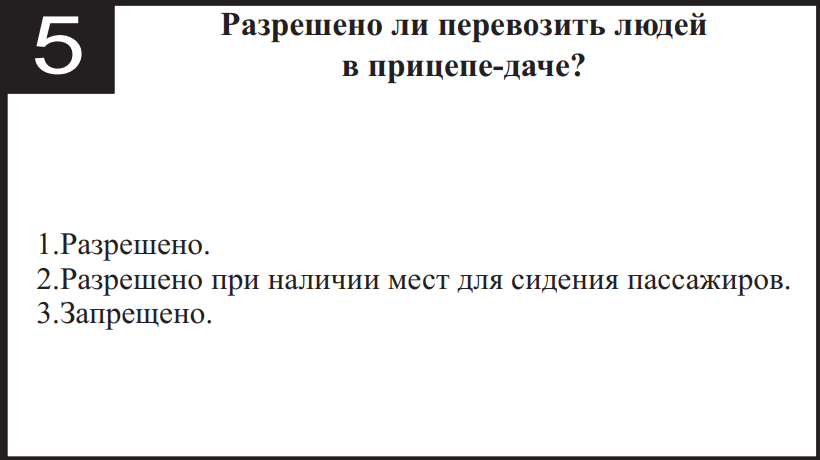 5
Разрешено ли перевозить людей
в прицепе-даче?
1.Разрешено.
2.Разрешено при наличии мест для сидения пассажиров.
3.Запрещено.